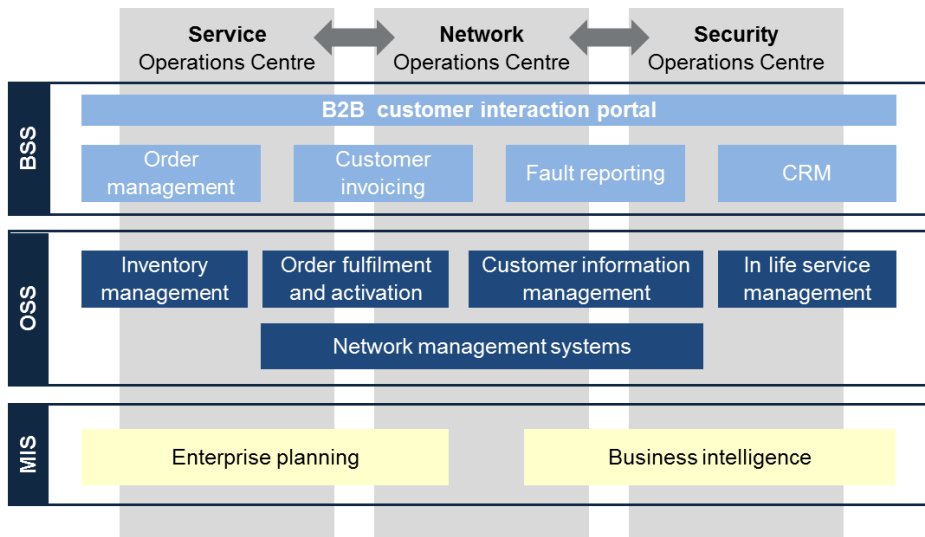 Service
Operations Centre
Network
Operations Centre
Security
Operations Centre
BSS
B2B customer interaction portal
Order
management
Customer
invoicing
Fault reporting
CRM
OSS
Inventory
management
Order fulfilment
and activation
Customer information
management
In life service
management
Network management systems
MIS
Enterprise planning
Business intelligence